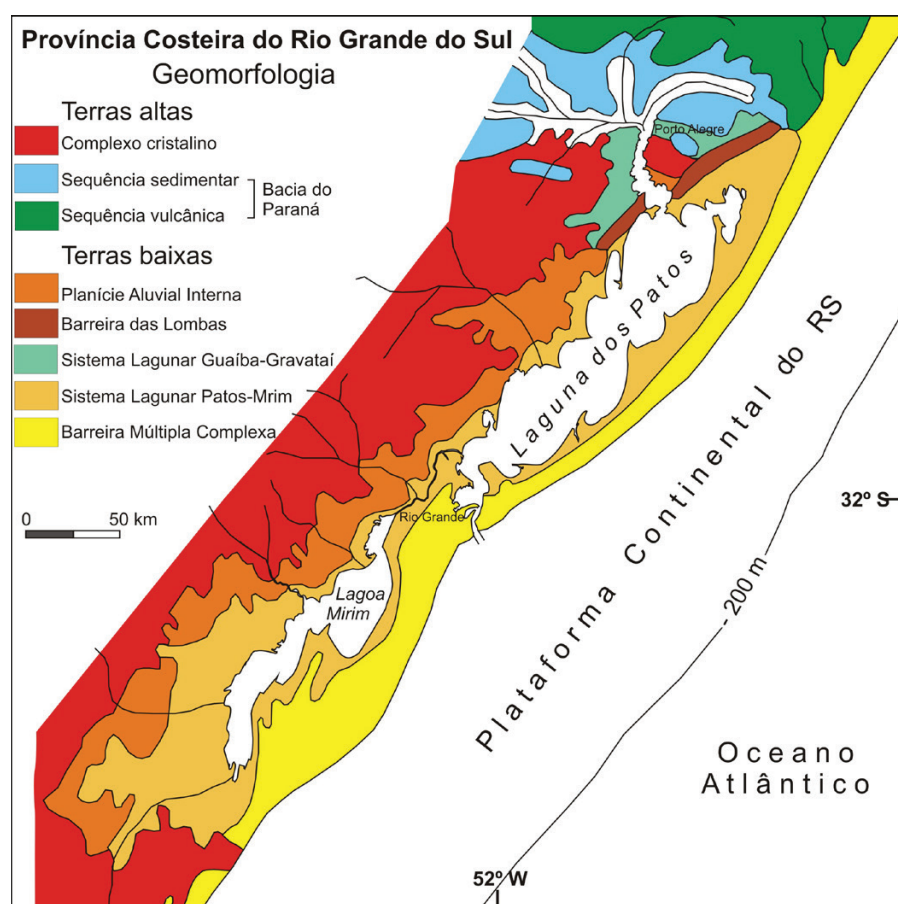 Província Costeira do Rio Grande do Sul
Geomorfologia
Terras altas
Complexo cristalino
Sequência sedimentar
Sequência vulcânica
Bacia do
Paraná
Terras baixas
Planície Aluvial Interna
Barreira das Lombas
Sistema Lagunar Guaíba-Gravataí
Sistema Lagunar Patos-Mrim
Barreira Múltipla Complexa
0 50 km
Porto Alegre
Laguna dos Patos
Rio Grande
Lagoa
Mirim
Plataforma Continental do RS
32º S
- 200 m
Oceano
Atlântico
52º W